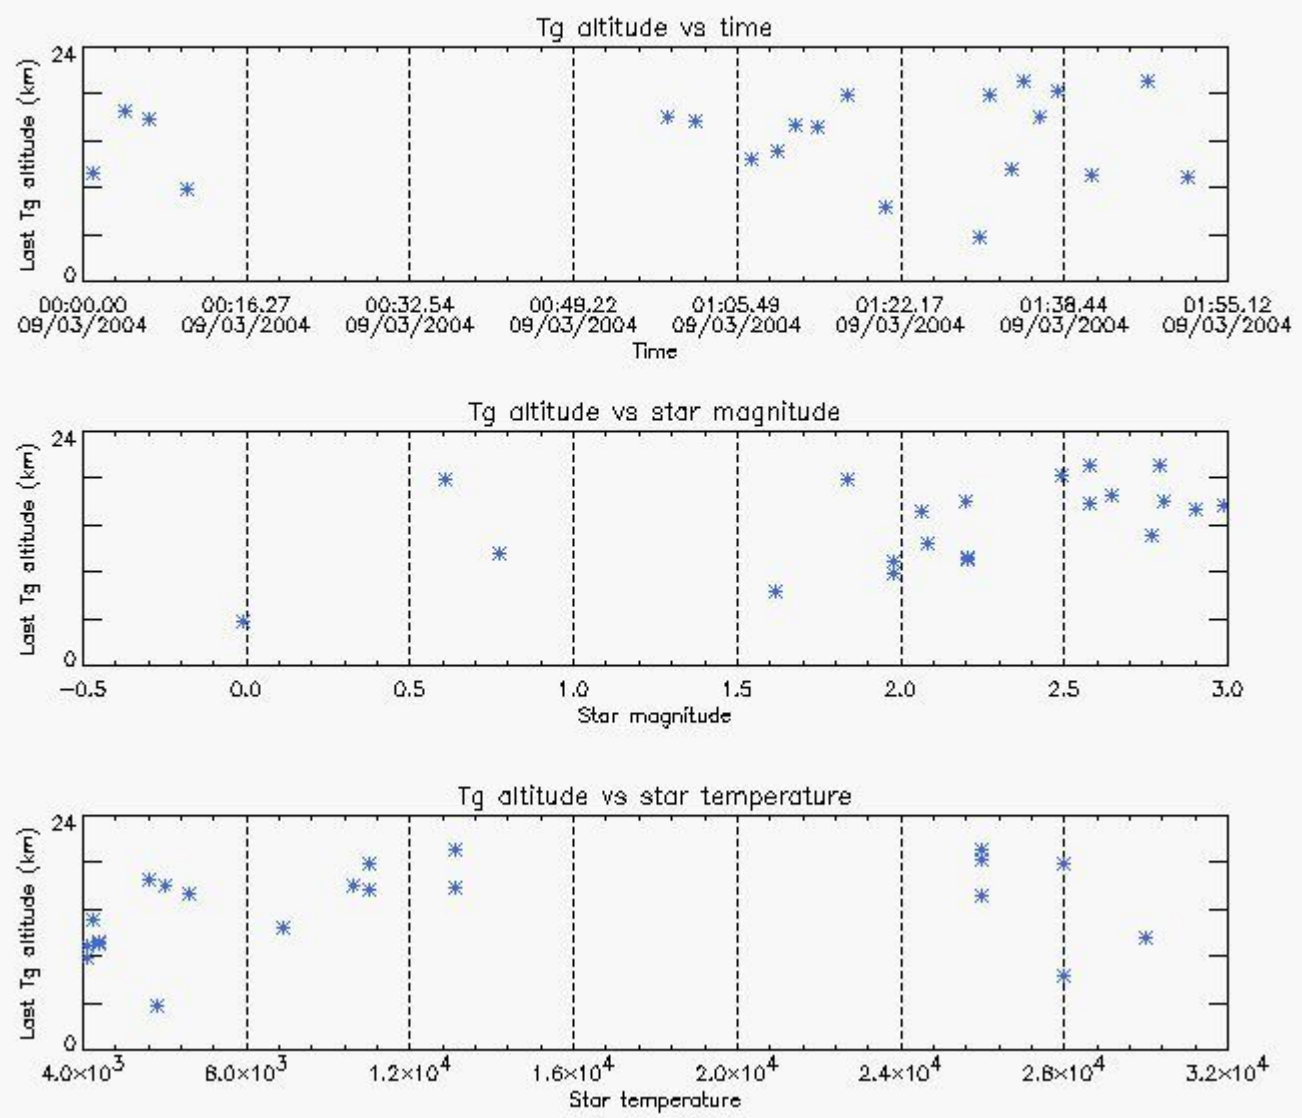 Tg altitude vs time
Last Tg altitude (km)
24
0
00:00.00 00:16.27 00:32.54 00:49.22 01:05.49 01:22.17 01:38.44 01:55.12
09/03/2004 09/03/2004 09/03/2004 09/03/2004 09/03/2004 09/03/2004 09/03/2004 09/03/2004
Time
Tg altitude vs star magnitude
Last Tg altitude (km)
24
0
−0.5 0.0 0.5 1.0 1.5 2.0 2.5 3.0
Star magnitude
Tg altitude vs star temperature
Last Tg altitude (km)
24
0
4.0×10³ 8.0×10³ 1.2×10⁴ 1.6×10⁴ 2.0×10⁴ 2.4×10⁴ 2.8×10⁴ 3.2×10⁴
Star temperature